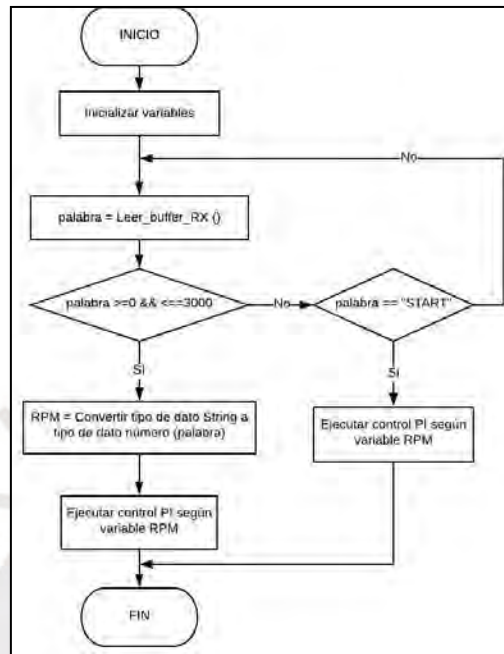 INICIO
Inicializar variables
No
palabra = Leer_buffer_RX ()
palabra >=0 && <==3000
No
palabra == "START"
Si
Si
RPM = Convertir tipo de dato String a
tipo de dato número (palabra)
Ejecutar control PI según
variable RPM
Ejecutar control PI según
variable RPM
FIN